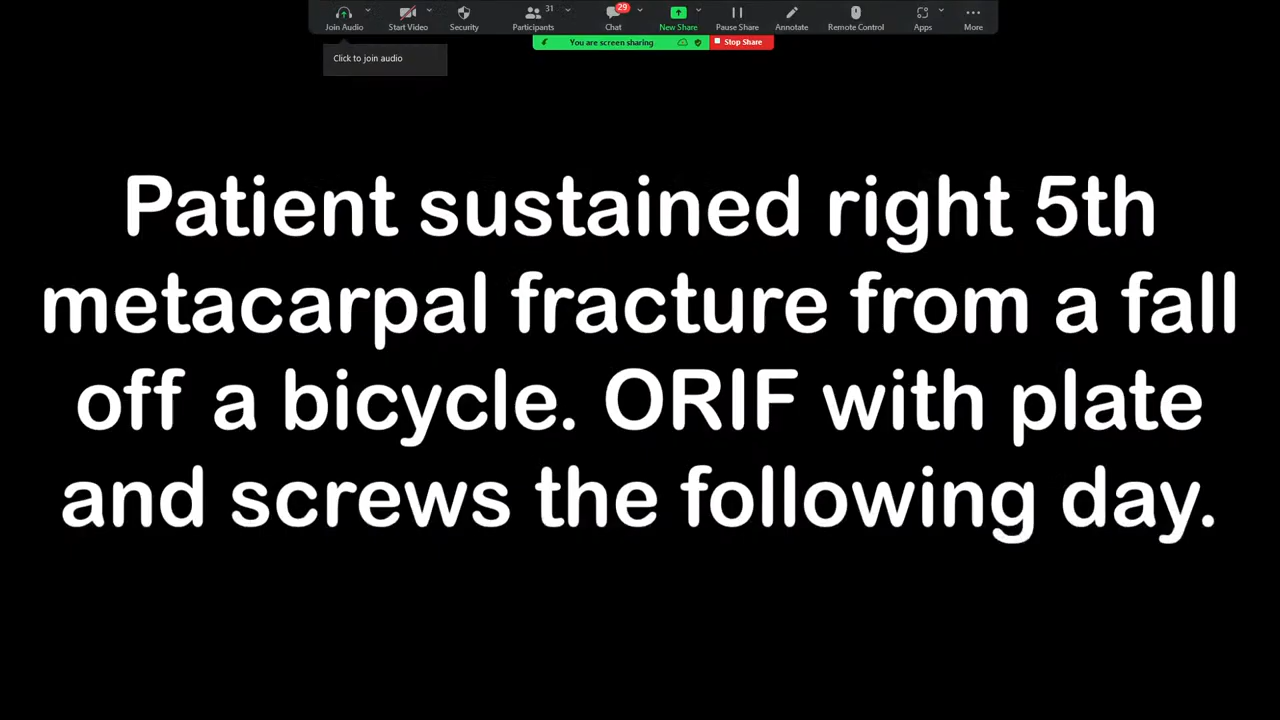 31
29
Join Audio
Start Video
Security
Participants
Chat
New Share
Pause Share
Annotate
Remote Control
Apps
More
You are screen sharing
Stop Share
Click to join audio
Patient sustained right 5th
metacarpal fracture from a fall
off a bicycle. ORIF with plate
and screws the following day.